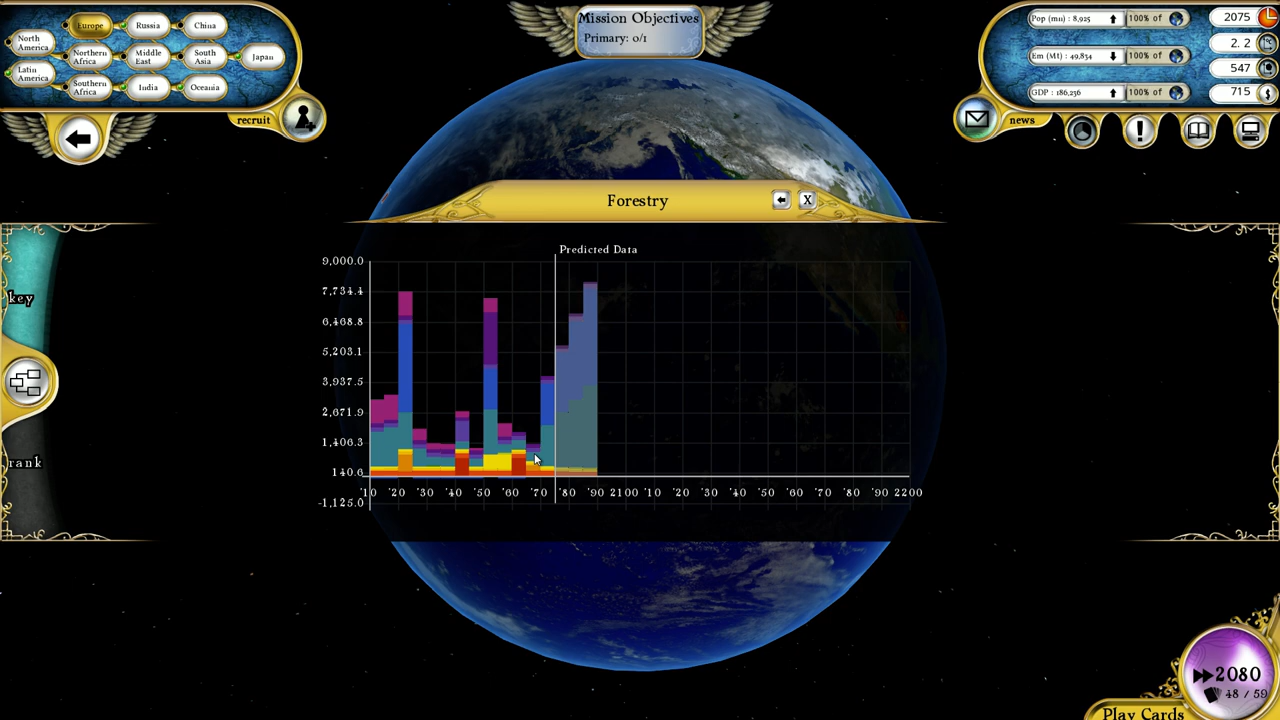 Europe
Russia
China
North
America
Northern
Africa
Middle
East
South
Asia
Japan
Latin
America
Southern
Africa
India
Oceania
recruit
Mission Objectives
Primary: 0/1
Pop (mn) : 8,925
100% of
2075
Em (Mt) : 49,834
100% of
2. 2
547
GDP : 186,236
100% of
715
news
Forestry
X
key
rank
Predicted Data
9,000.0
7,734.4
6,468.8
5,203.1
3,937.5
2,671.9
1,406.3
140.0
-1,125.0
'10 '20 '30 '40 '50 '60 '70 '80 '90 2100 '10 '20 '30 '40 '50 '60 '70 '80 '90 2200
2080
48 / 59
Play Cards